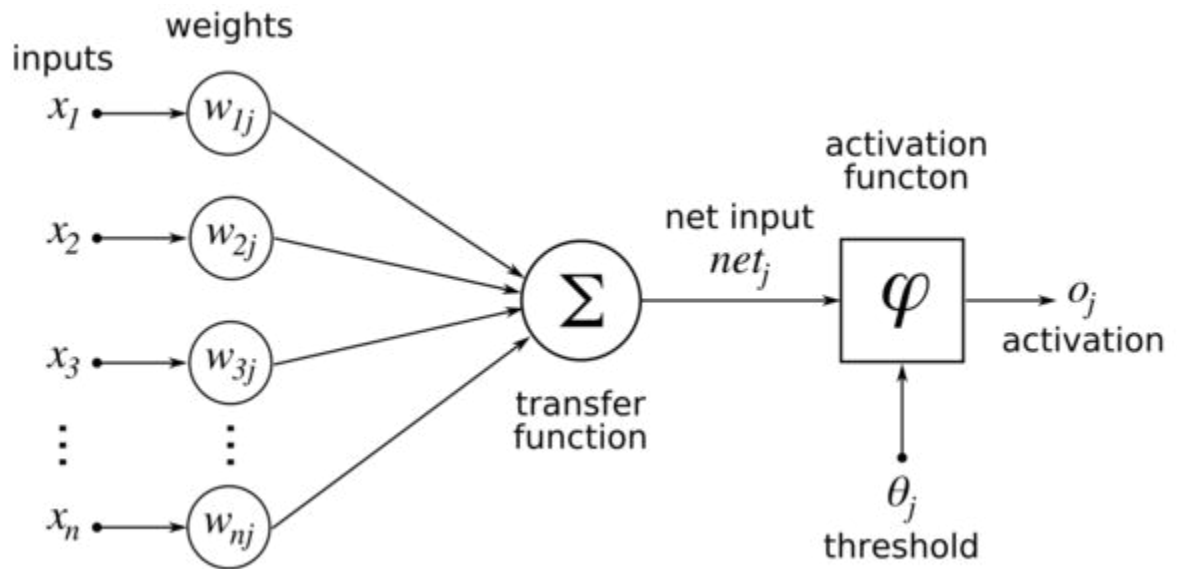 weights
inputs
x₁
w₁ⱼ
x₂
w₂ⱼ
x₃
w₃ⱼ
⋮
⋮
xₙ
wₙⱼ
Σ
transfer
function
net input
netⱼ
activation
functon
φ
oⱼ
activation
θⱼ
threshold